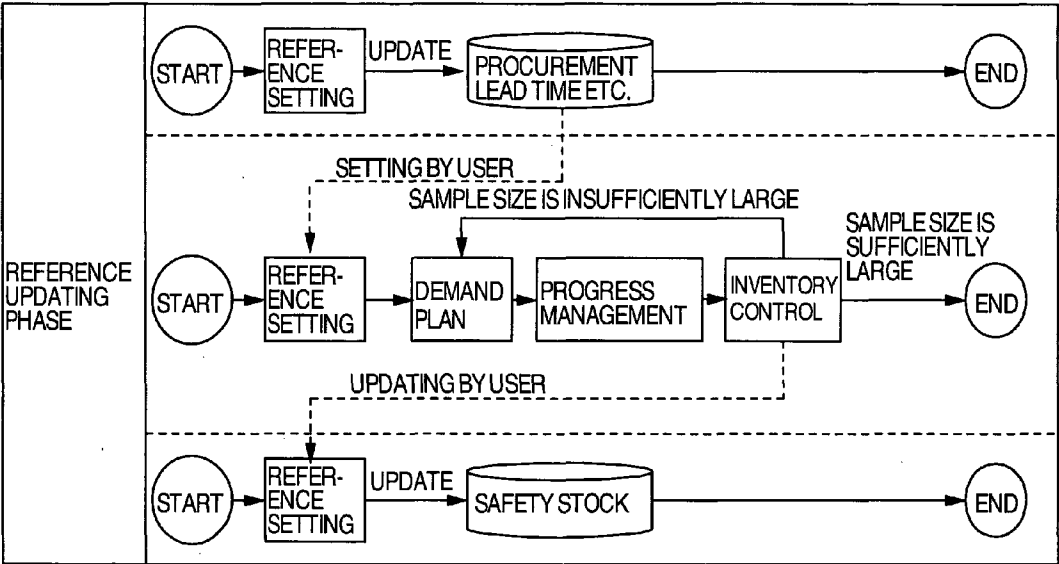 REFERENCE
UPDATING
PHASE
START
REFER-
ENCE
SETTING
UPDATE
PROCUREMENT
LEAD TIME ETC.
END
SETTING BY USER
SAMPLE SIZE IS INSUFFICIENTLY LARGE
SAMPLE SIZE IS
SUFFICIENTLY
LARGE
START
REFER-
ENCE
SETTING
DEMAND
PLAN
PROGRESS
MANAGEMENT
INVENTORY
CONTROL
END
UPDATING BY USER
START
REFER-
ENCE
SETTING
UPDATE
SAFETY STOCK
END